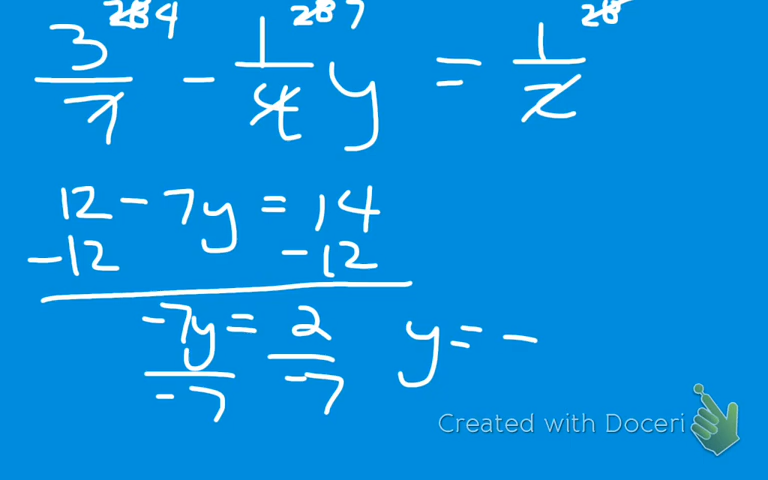 28 4 28 7 28
3/7 - 1/4 y = 1/2
12 - 7y = 14
-12 -12
-7y/-7 = 2/-7 y = -
Created with Doceri